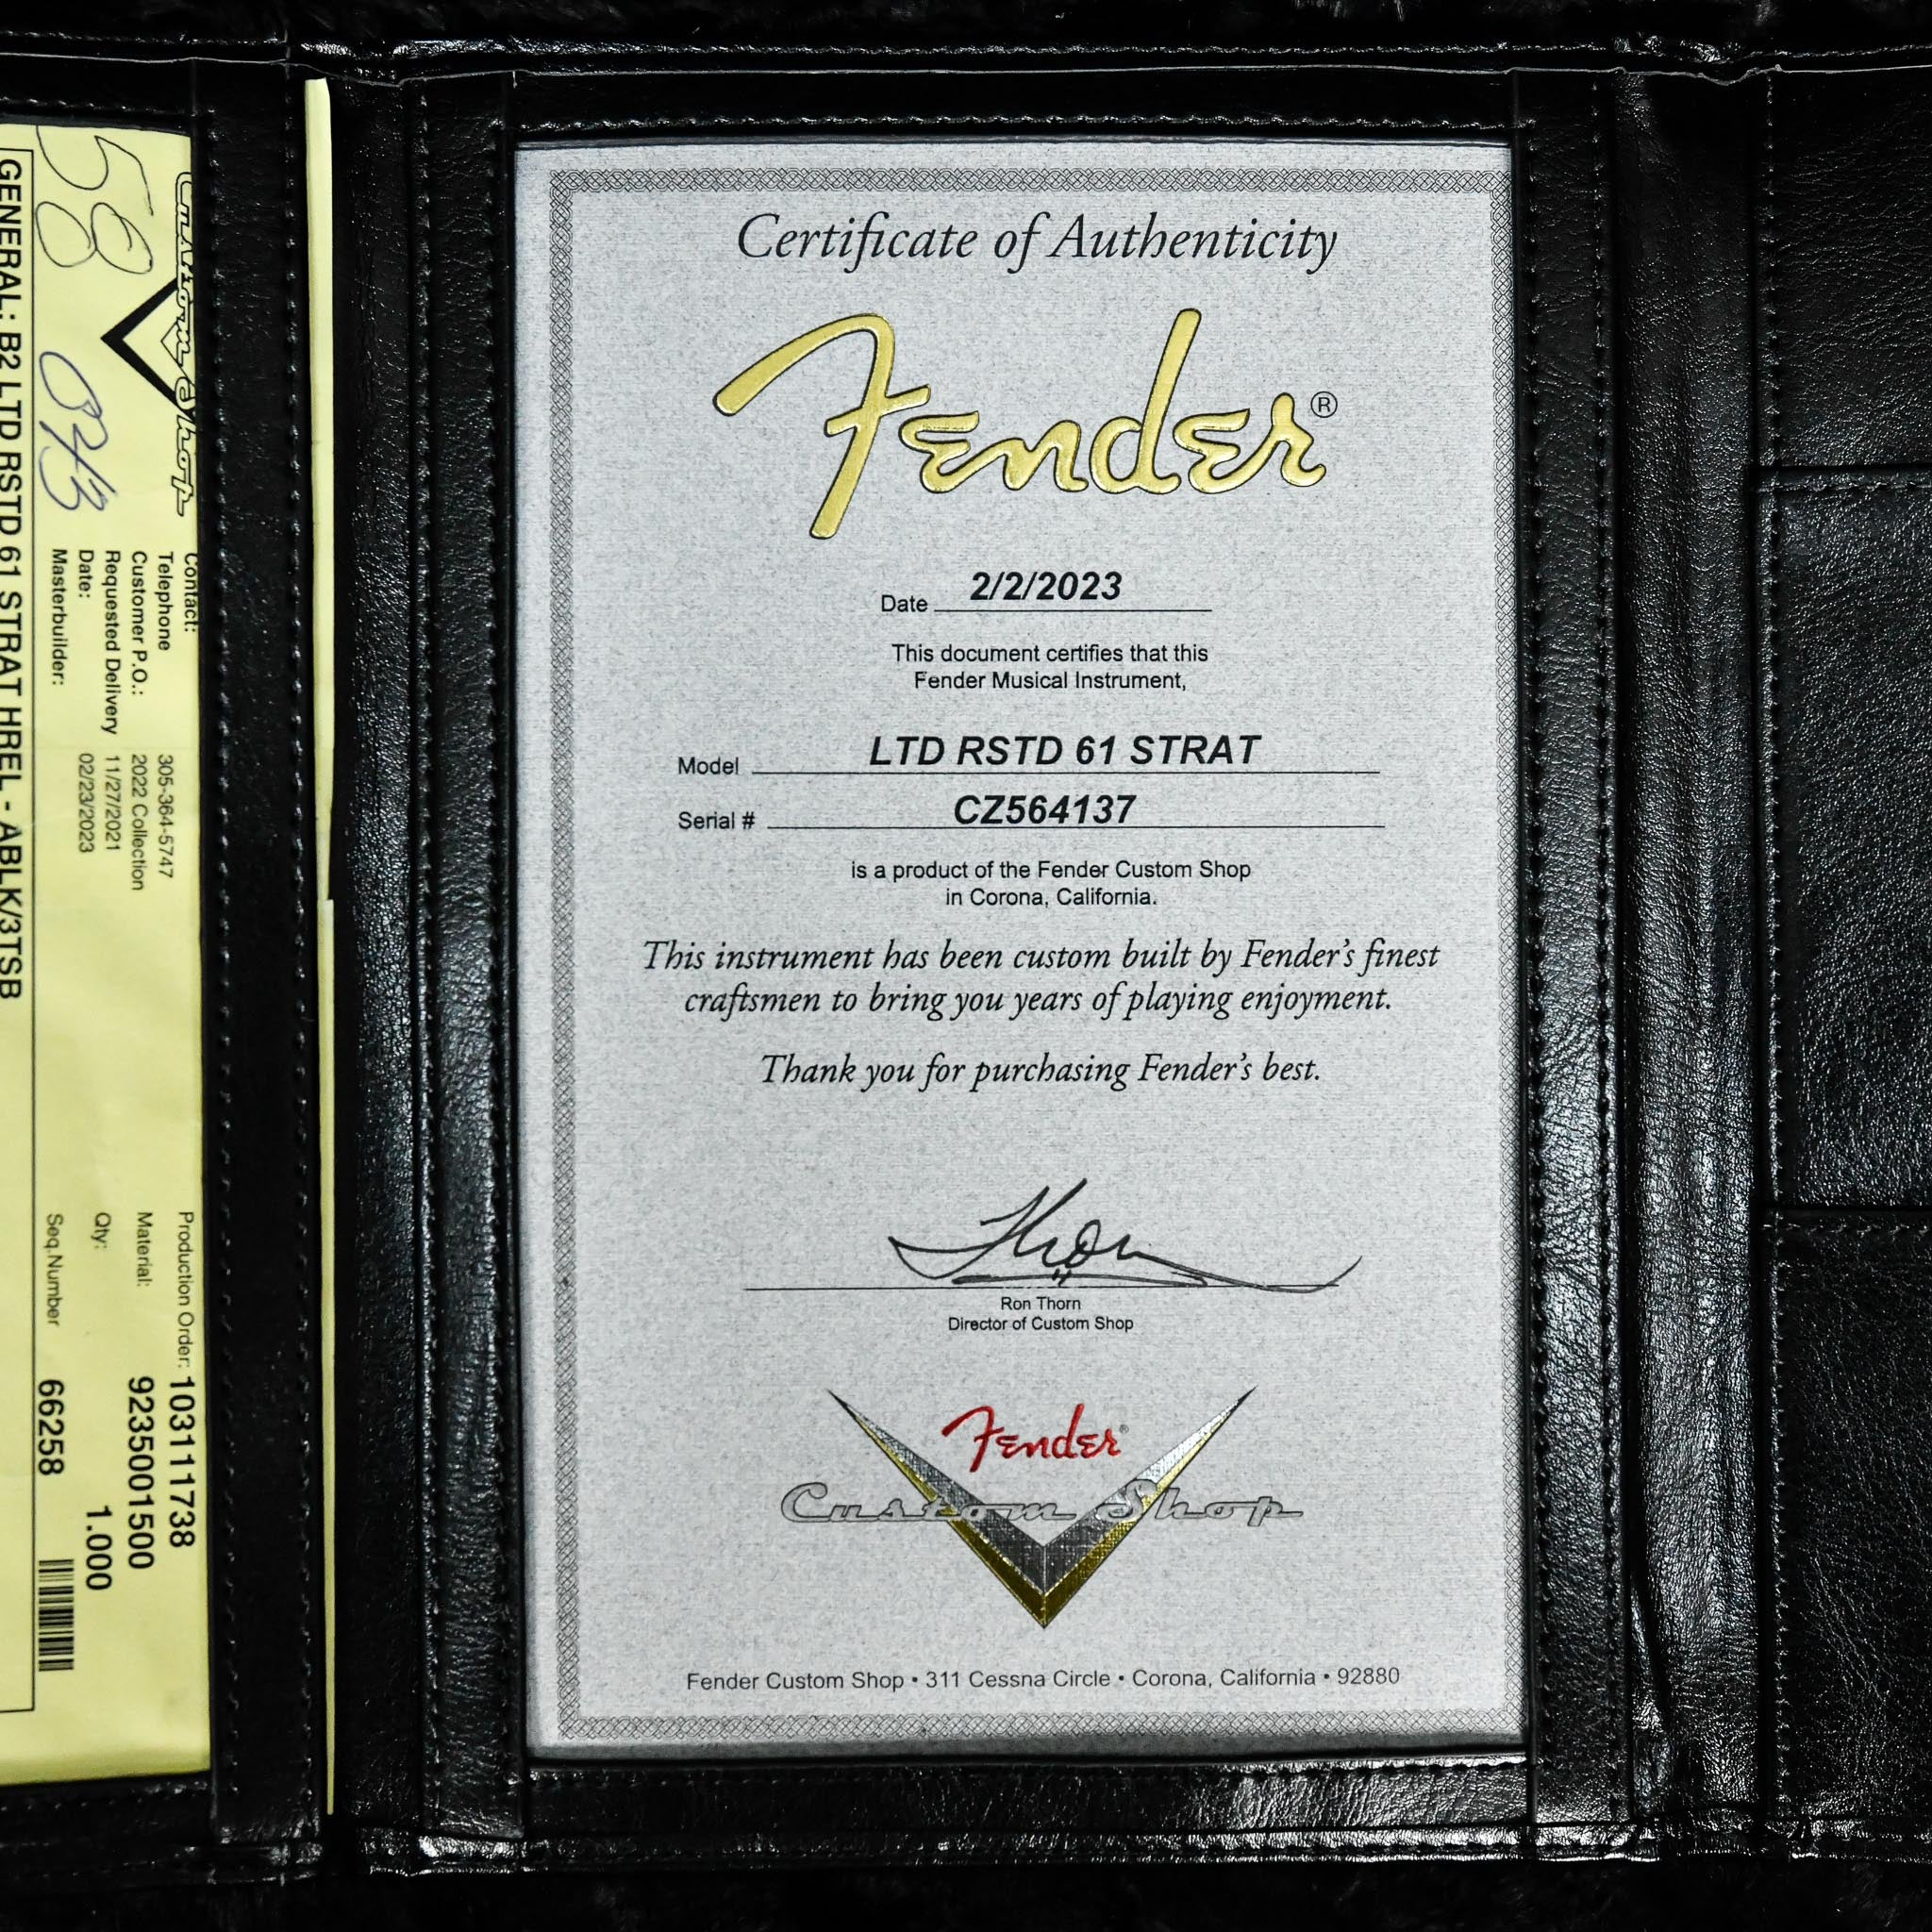 Custom Shop
58
Contact:
Telephone 305-364-5747
Customer P.O.: 2022 Collection
Requested Delivery 11/27/2021
Date: 02/23/2023
Masterbuilder:
Production Order: 103111738
Material: 9235001500
Qty: 1.000
Seq.Number 66258
GENERAL: B2 LTD RSTD 61 STRAT HREL - ABLK/3TSB
Certificate of Authenticity
Fender®
Date 2/2/2023
This document certifies that this
Fender Musical Instrument,
Model LTD RSTD 61 STRAT
Serial # CZ564137
is a product of the Fender Custom Shop
in Corona, California.
This instrument has been custom built by Fender's finest
craftsmen to bring you years of playing enjoyment.
Thank you for purchasing Fender's best.
Ron Thorn
Director of Custom Shop
Fender®
Custom Shop
Fender Custom Shop • 311 Cessna Circle • Corona, California • 92880